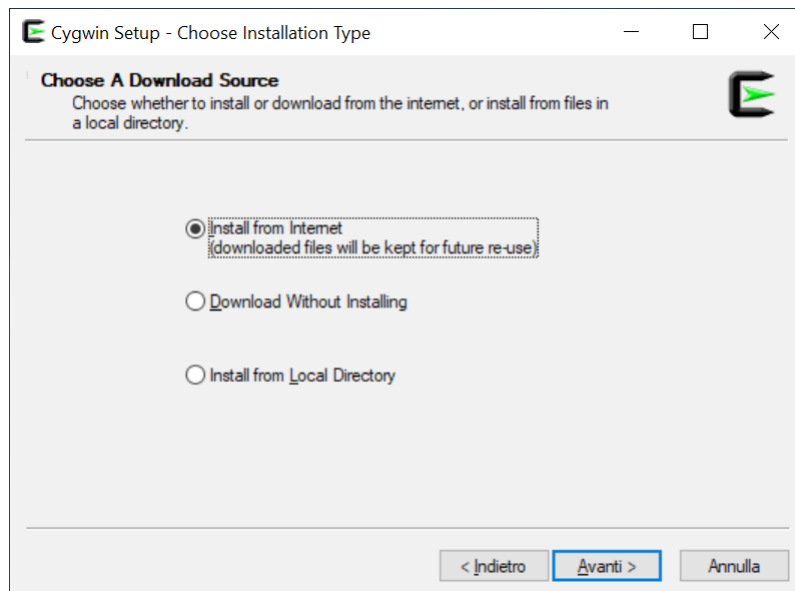 Cygwin Setup - Choose Installation Type
Choose A Download Source
Choose whether to install or download from the internet, or install from files in
a local directory.
Install from Internet
(downloaded files will be kept for future re-use)
Download Without Installing
Install from Local Directory
< Indietro
Avanti >
Annulla